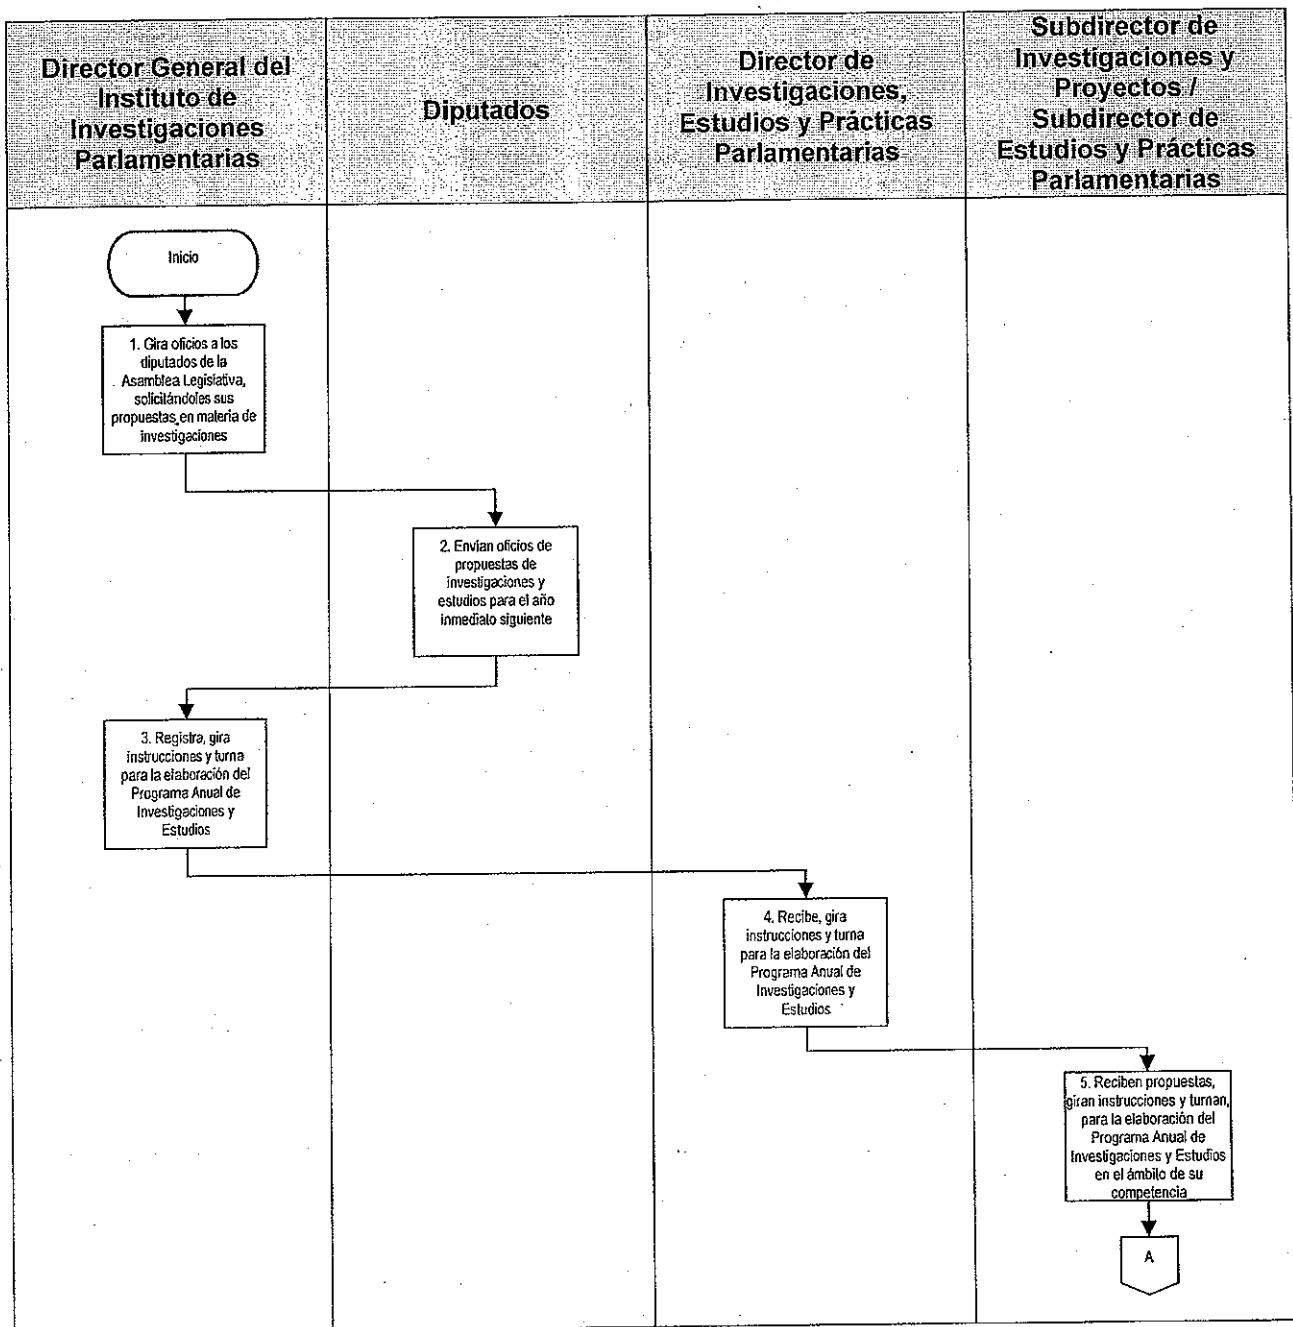 Director General del
Instituto de
Investigaciones
Parlamentarias
Diputados
Director de
Investigaciones,
Estudios y Prácticas
Parlamentarias
Subdirector de
Investigaciones y
Proyectos /
Subdirector de
Estudios y Prácticas
Parlamentarias
Inicio
1. Gira oficios a los
diputados de la
Asamblea Legislativa,
solicitándoles sus
propuestas en materia de
investigaciones
2. Envían oficios de
propuestas de
investigaciones y
estudios para el año
inmediato siguiente
3. Registra, gira
instrucciones y turna
para la elaboración del
Programa Anual de
Investigaciones y
Estudios
4. Recibe, gira
instrucciones y turna
para la elaboración del
Programa Anual de
Investigaciones y
Estudios
5. Reciben propuestas,
giran instrucciones y turnan,
para la elaboración del
Programa Anual de
Investigaciones y Estudios
en el ámbito de su
competencia
A